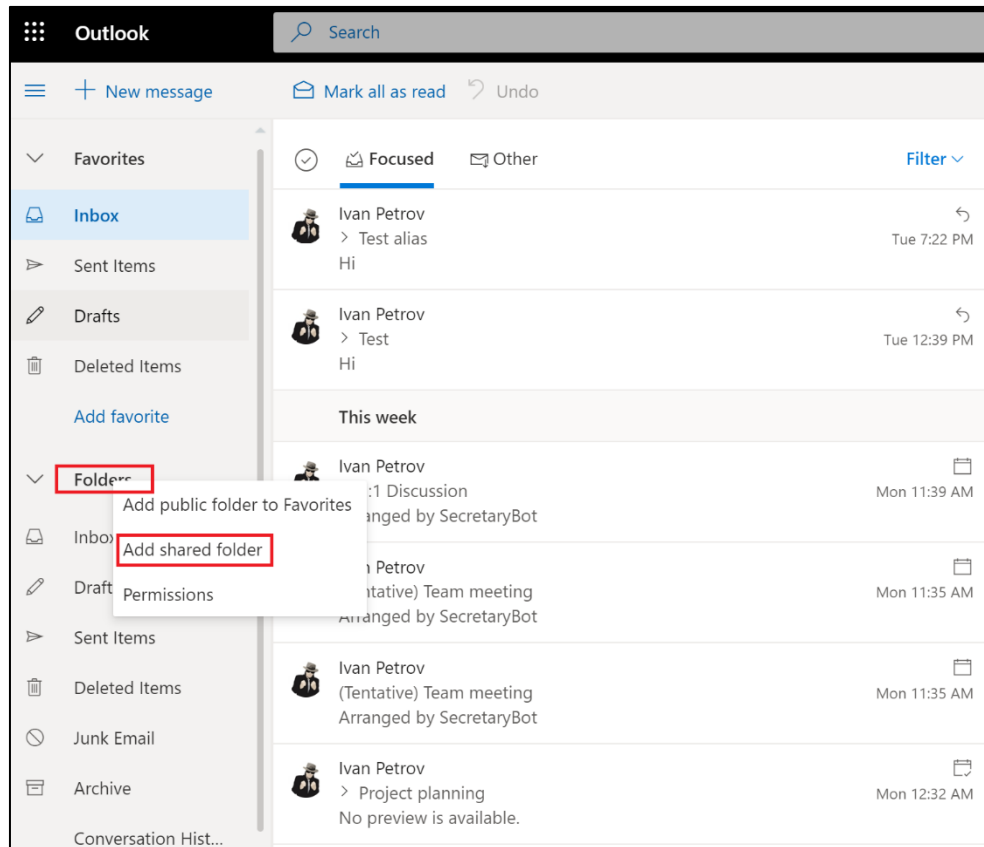 Outlook
Search
New message
Mark all as read
Undo
Favorites
Inbox
Sent Items
Drafts
Deleted Items
Add favorite
Folders
Inbox
Draft
Sent Items
Deleted Items
Junk Email
Archive
Conversation Hist...
Add public folder to Favorites
Add shared folder
Permissions
Focused
Other
Filter
Ivan Petrov
> Test alias
Tue 7:22 PM
Hi
Ivan Petrov
> Test
Tue 12:39 PM
Hi
This week
Ivan Petrov
:1 Discussion
Mon 11:39 AM
anged by SecretaryBot
Petrov
ntative) Team meeting
Mon 11:35 AM
Arranged by SecretaryBot
Ivan Petrov
(Tentative) Team meeting
Mon 11:35 AM
Arranged by SecretaryBot
Ivan Petrov
> Project planning
Mon 12:32 AM
No preview is available.